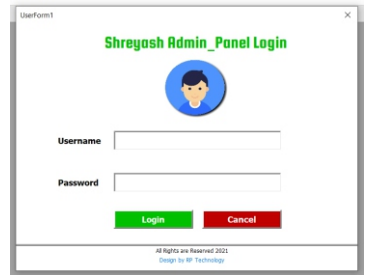 UserForm1
Shreyash Admin_Panel Login
Username
Password
Login Cancel
All Rights are Reserved 2021
Design by RP Technology